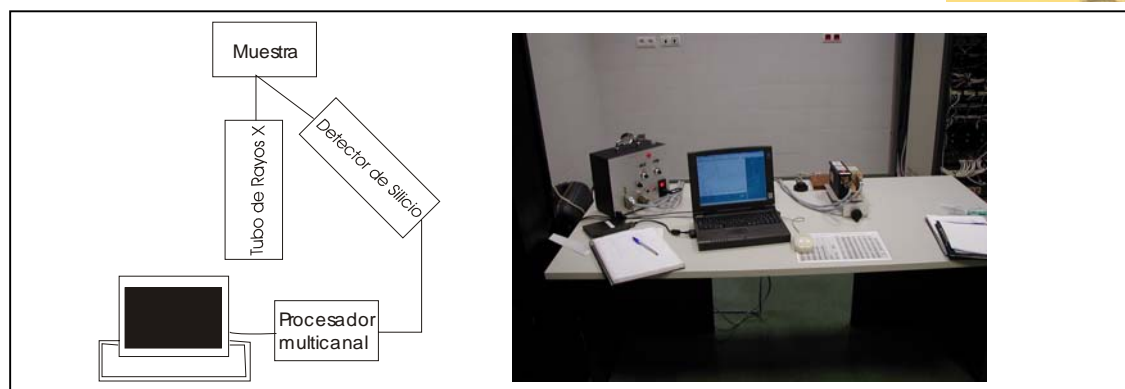 Muestra
Tubo de Rayos X
Detector de Silicio
Procesador
multicanal